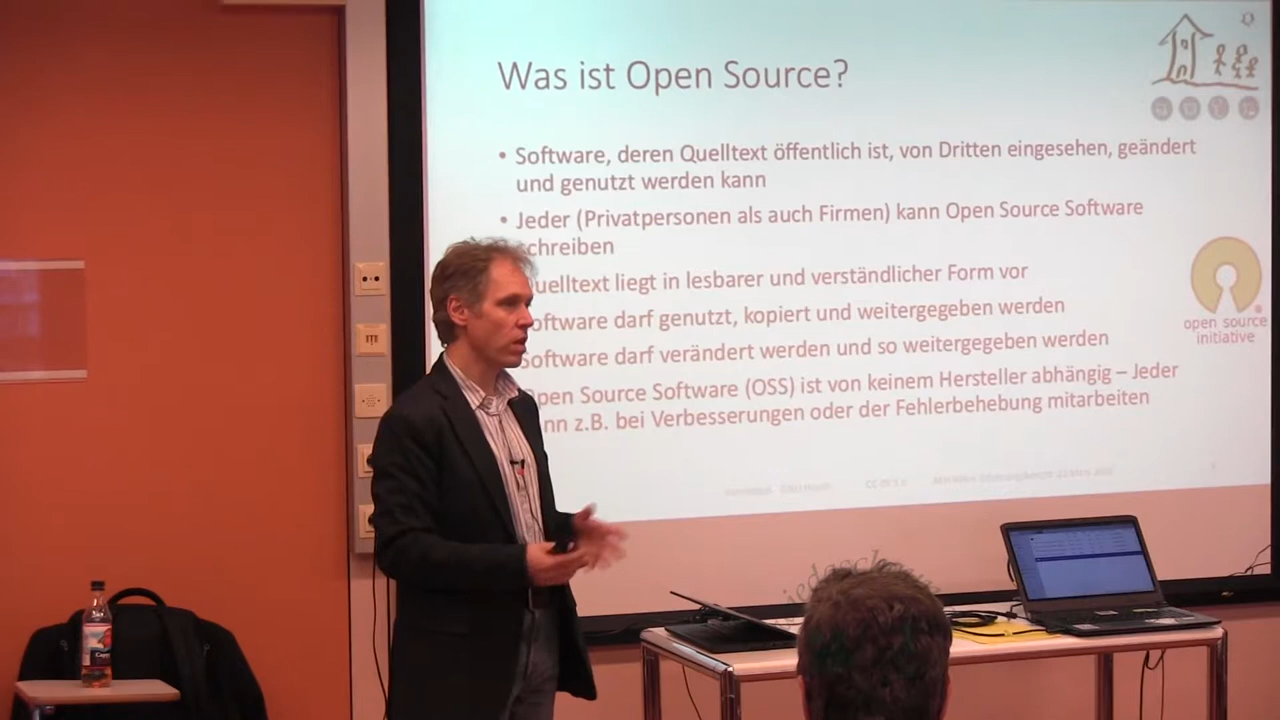 Was ist Open Source?
• Software, deren Quelltext öffentlich ist, von Dritten eingesehen, geändert
und genutzt werden kann
• Jeder (Privatpersonen als auch Firmen) kann Open Source Software
chreiben
uelltext liegt in lesbarer und verständlicher Form vor
oftware darf genutzt, kopiert und weitergegeben werden
Software darf verändert werden und so weitergegeben werden
pen Source Software (OSS) ist von keinem Hersteller abhängig – Jeder
nn z.B. bei Verbesserungen oder der Fehlerbehebung mitarbeiten
open source
initiative